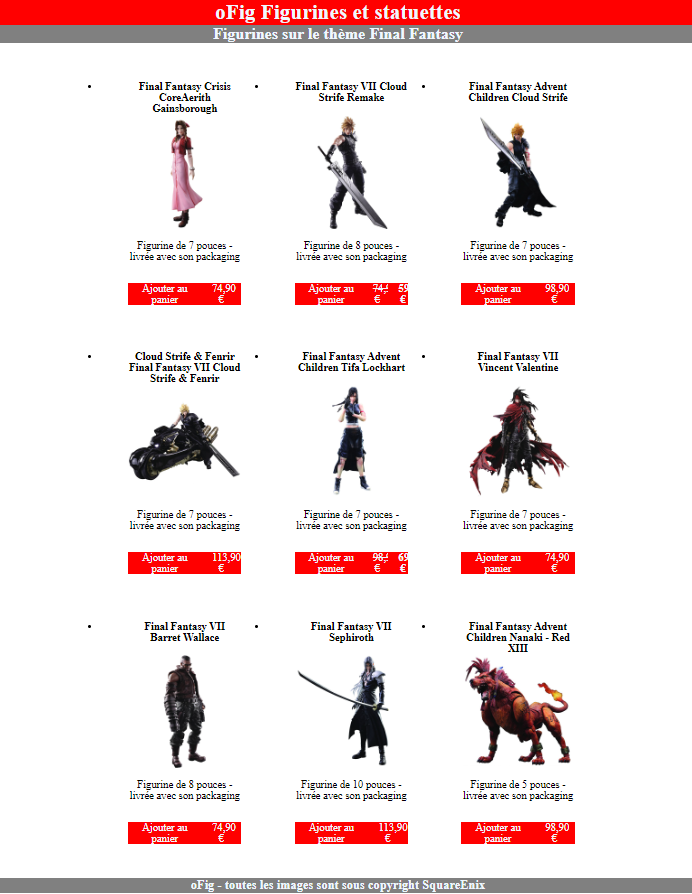 oFig Figurines et statuettes
Figurines sur le thème Final Fantasy
Final Fantasy Crisis
CoreAerith
Gainsborough
Figurine de 7 pouces -
livrée avec son packaging
Ajouter au 74,90
panier €
Final Fantasy VII Cloud
Strife Remake
Figurine de 8 pouces -
livrée avec son packaging
Ajouter au 74, 59
panier € €
Final Fantasy Advent
Children Cloud Strife
Figurine de 7 pouces -
livrée avec son packaging
Ajouter au 98,90
panier €
Cloud Strife & Fenrir
Final Fantasy VII Cloud
Strife & Fenrir
Figurine de 7 pouces -
livrée avec son packaging
Ajouter au 113,90
panier €
Final Fantasy Advent
Children Tifa Lockhart
Figurine de 7 pouces -
livrée avec son packaging
Ajouter au 98, 69
panier € €
Final Fantasy VII
Vincent Valentine
Figurine de 7 pouces -
livrée avec son packaging
Ajouter au 74,90
panier €
Final Fantasy VII
Barret Wallace
Figurine de 8 pouces -
livrée avec son packaging
Ajouter au 74,90
panier €
Final Fantasy VII
Sephiroth
Figurine de 10 pouces -
livrée avec son packaging
Ajouter au 113,90
panier €
Final Fantasy Advent
Children Nanaki - Red
XIII
Figurine de 5 pouces -
livrée avec son packaging
Ajouter au 98,90
panier €
oFig - toutes les images sont sous copyright SquareEnix